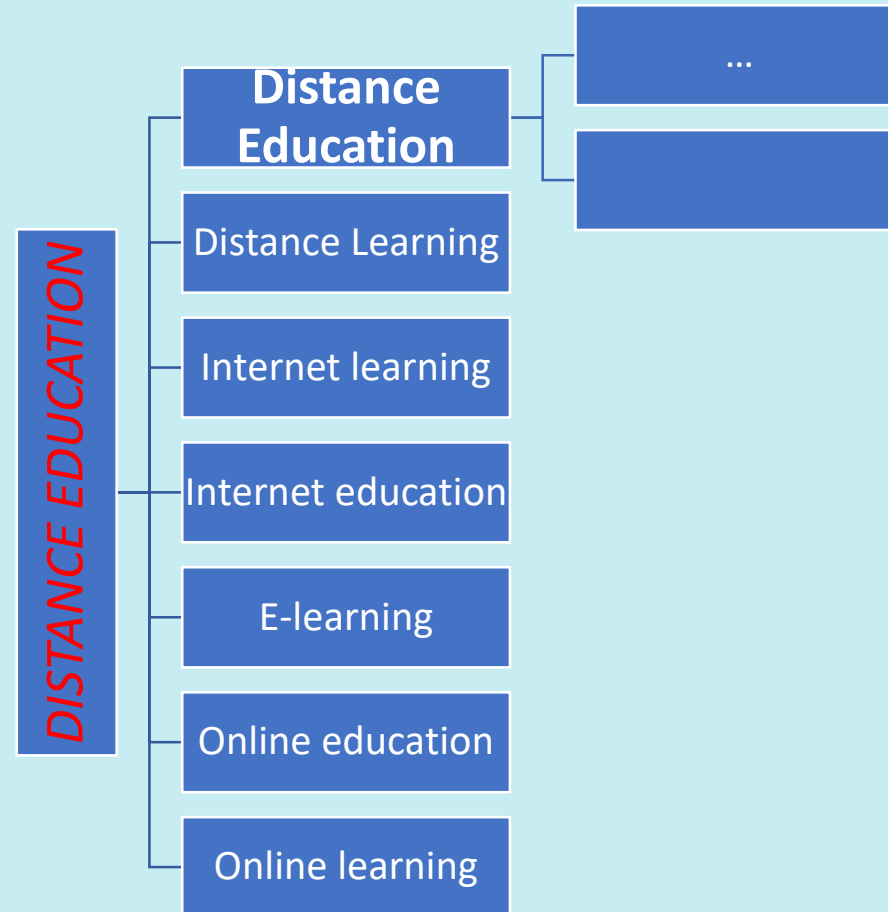 DISTANCE EDUCATION
Distance
Education
...
Distance Learning
Internet learning
Internet education
E-learning
Online education
Online learning